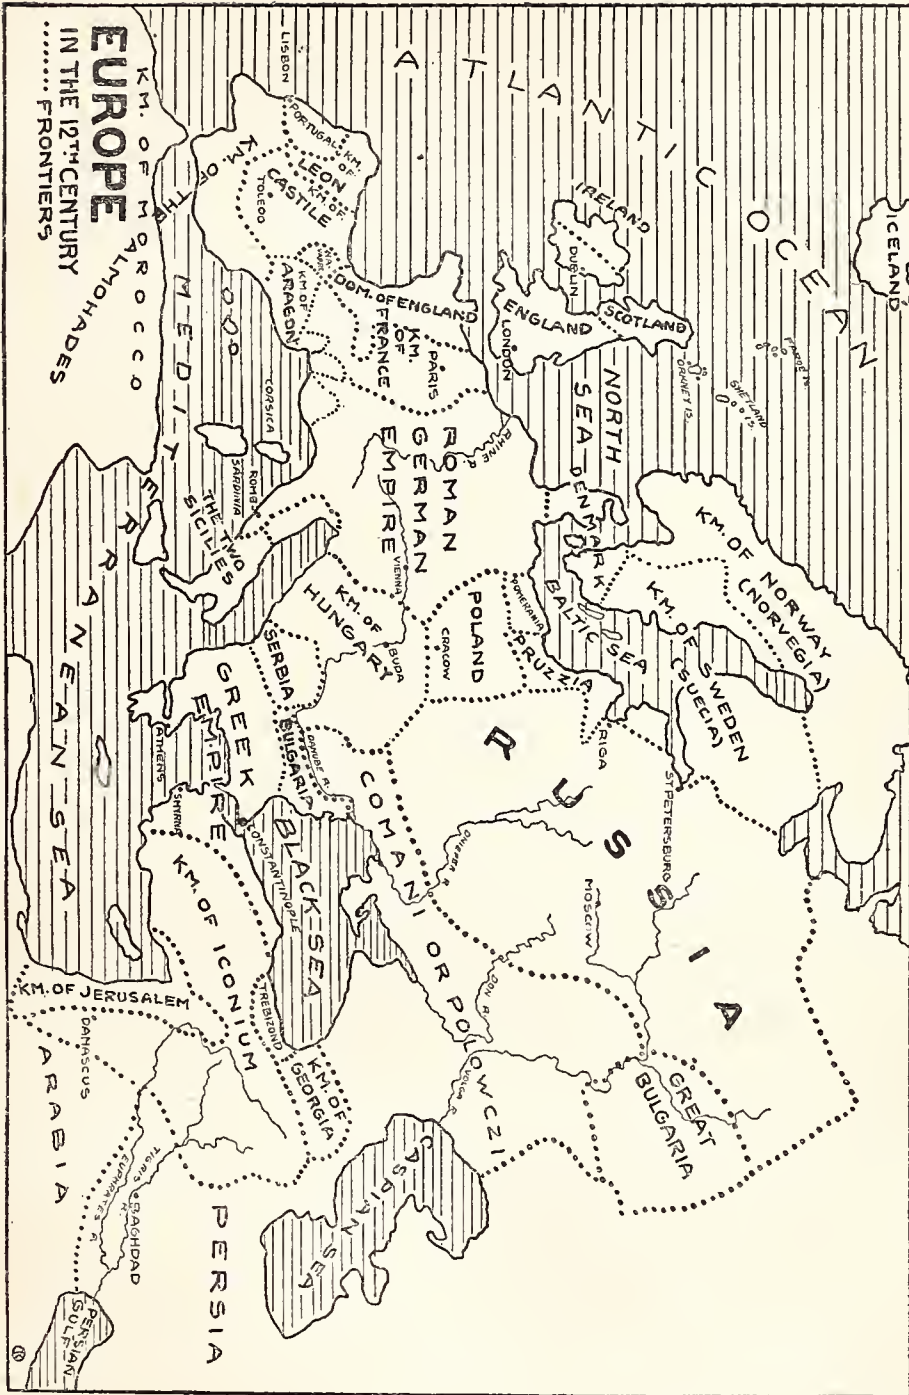 EUROPE
IN THE 12TH CENTURY
....... FRONTIERS
ATLANTIC OCEAN
ICELAND
FAROE IS.
SHETLAND IS.
ORKNEY IS.
IRELAND
DUBLIN
SCOTLAND
ENGLAND
LONDON
NORTH
SEA
DENMARK
KM. OF NORWAY
(NORVEGIA)
KM. OF SWEDEN
(SUECIA)
BALTIC
SEA
LISBON
PORTUGAL
KM.
OF
LEON
KM. OF
CASTILE
TOLEDO
NA-
KM. OF
ARAGON
DOM. OF ENGLAND
KM.
OF
FRANCE
PARIS
RHINE R.
ROMAN
GERMAN
EMPIRE
VIENNA
POMERANIA
PRUZZIA
POLAND
CRACOW
KM. OF
HUNGARY
BUDA
RIGA
ST PETERSBURG
RUSSIA
MOSCOW
DNIEPER R.
DON R.
VOLGA R.
GREAT
BULGARIA
COMANI OR POLOWCZI
SERBIA
BULGARIA
DANUBE R.
GREEK
EMPIRE
ATHENS
SMYRNA
CONSTANTINOPLE
BLACK SEA
TREBIZOND
KM. OF
GEORGIA
CASPIAN SEA
KM. OF ICONIUM
CORSICA
SARDINIA
ROME
THE TWO
SICILIES
KM. OF THE ALMOHADES
KM. OF MOROCCO
MEDITERRANEAN SEA
KM. OF JERUSALEM
DAMASCUS
ARABIA
TIGRIS R.
EUPHRATES R.
BAGHDAD
PERSIA
PERSIAN
GULF